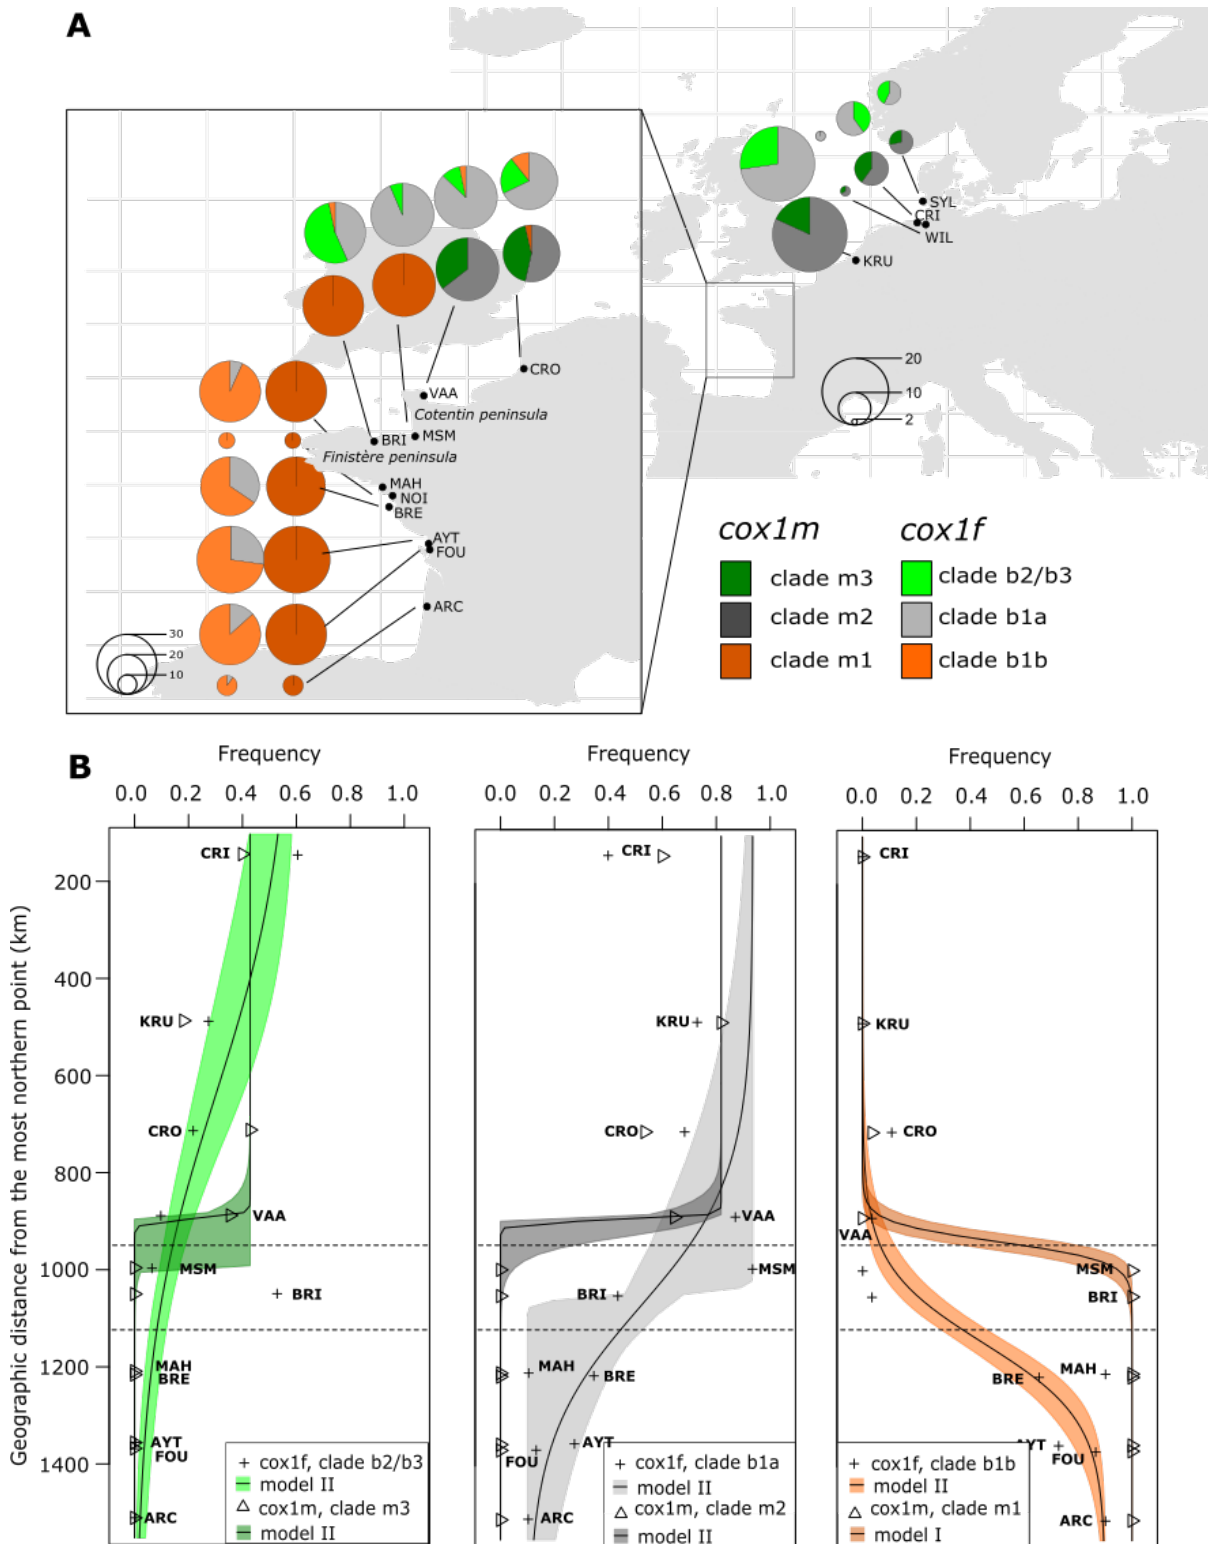 A
SYL
CRI
WIL
KRU
CRO
VAA
Cotentin peninsula
BRI
MSM
Finistère peninsula
MAH
NOI
BRE
AYT
FOU
ARC
20
10
2
30
20
10
cox1m cox1f
clade m3 clade b2/b3
clade m2 clade b1a
clade m1 clade b1b
B
Frequency Frequency Frequency
0.0 0.2 0.4 0.6 0.8 1.0 0.0 0.2 0.4 0.6 0.8 1.0 0.0 0.2 0.4 0.6 0.8 1.0
Geographic distance from the most northern point (km)
200
400
600
800
1000
1200
1400
CRI
KRU
CRO
VAA
MSM
BRI
MAH
BRE
AYT
FOU
ARC
cox1f, clade b2/b3
model II
cox1m, clade m3
model II
CRI
KRU
CRO
VAA
MSM
BRI
MAH
BRE
AYT
FOU
ARC
cox1f, clade b1a
model II
cox1m, clade m2
model II
CRI
KRU
CRO
VAA
MSM
BRI
MAH
BRE
AYT
FOU
ARC
cox1f, clade b1b
model II
cox1m, clade m1
model I